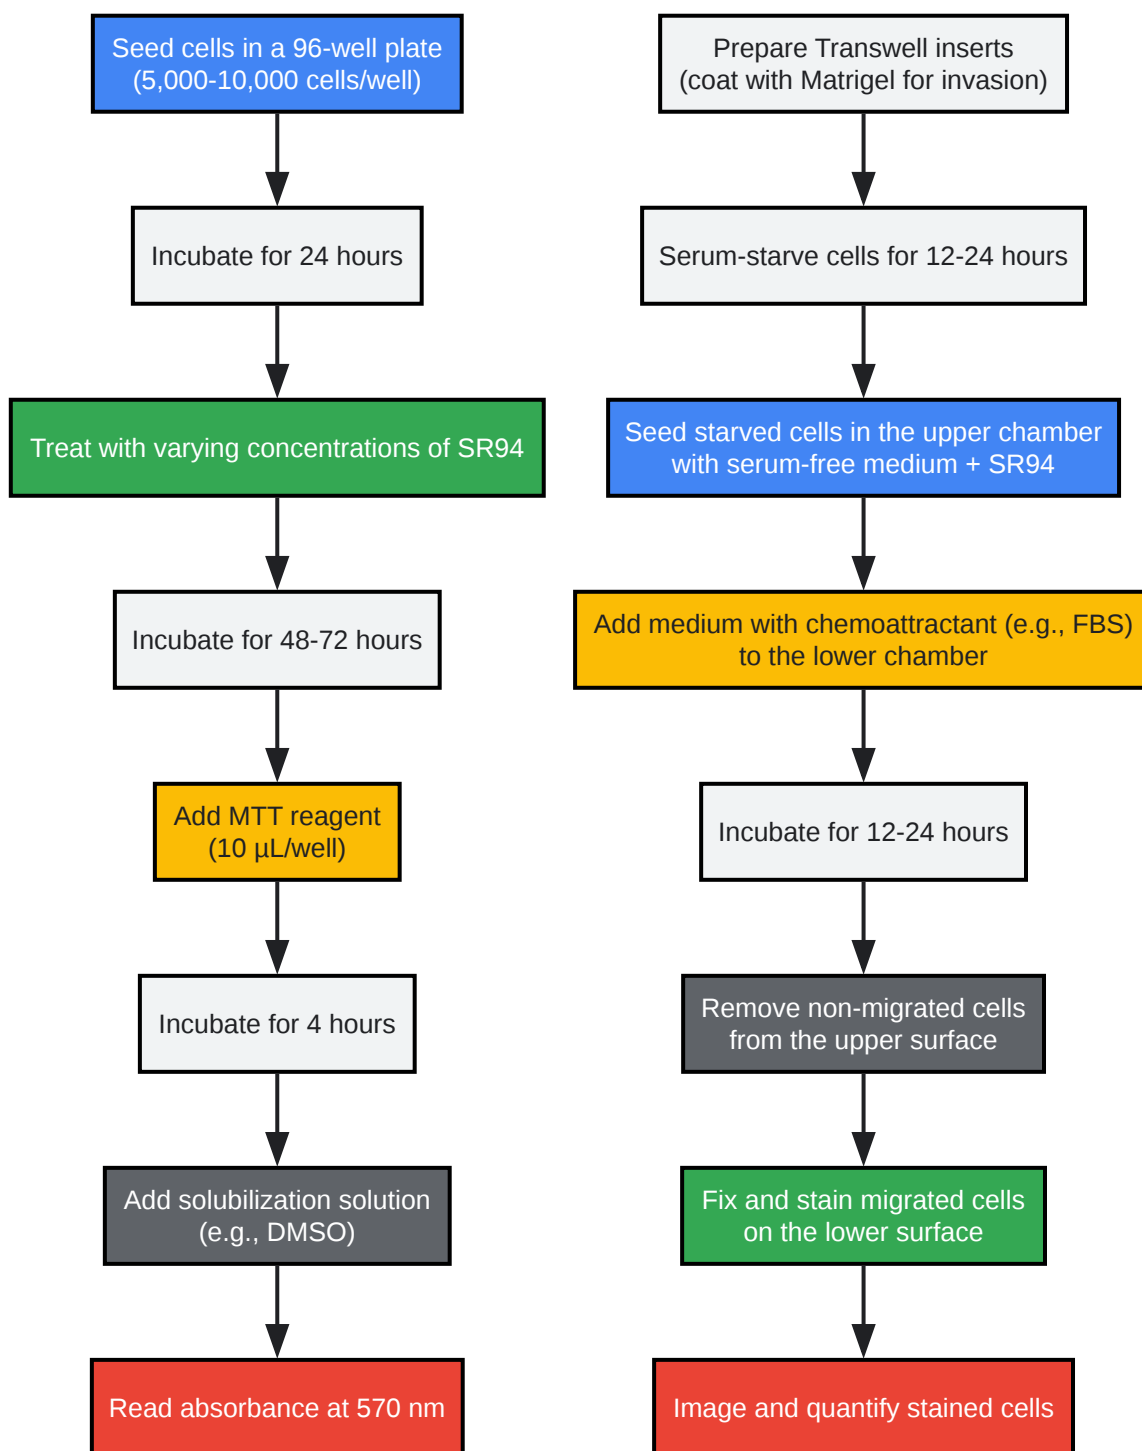 Seed cells in a 96-well plate
(5,000-10,000 cells/well)
Incubate for 24 hours
Treat with varying concentrations of SR94
Incubate for 48-72 hours
Add MTT reagent
(10 µL/well)
Incubate for 4 hours
Add solubilization solution
(e.g., DMSO)
Read absorbance at 570 nm
Prepare Transwell inserts
(coat with Matrigel for invasion)
Serum-starve cells for 12-24 hours
Seed starved cells in the upper chamber
with serum-free medium + SR94
Add medium with chemoattractant (e.g., FBS)
to the lower chamber
Incubate for 12-24 hours
Remove non-migrated cells
from the upper surface
Fix and stain migrated cells
on the lower surface
Image and quantify stained cells